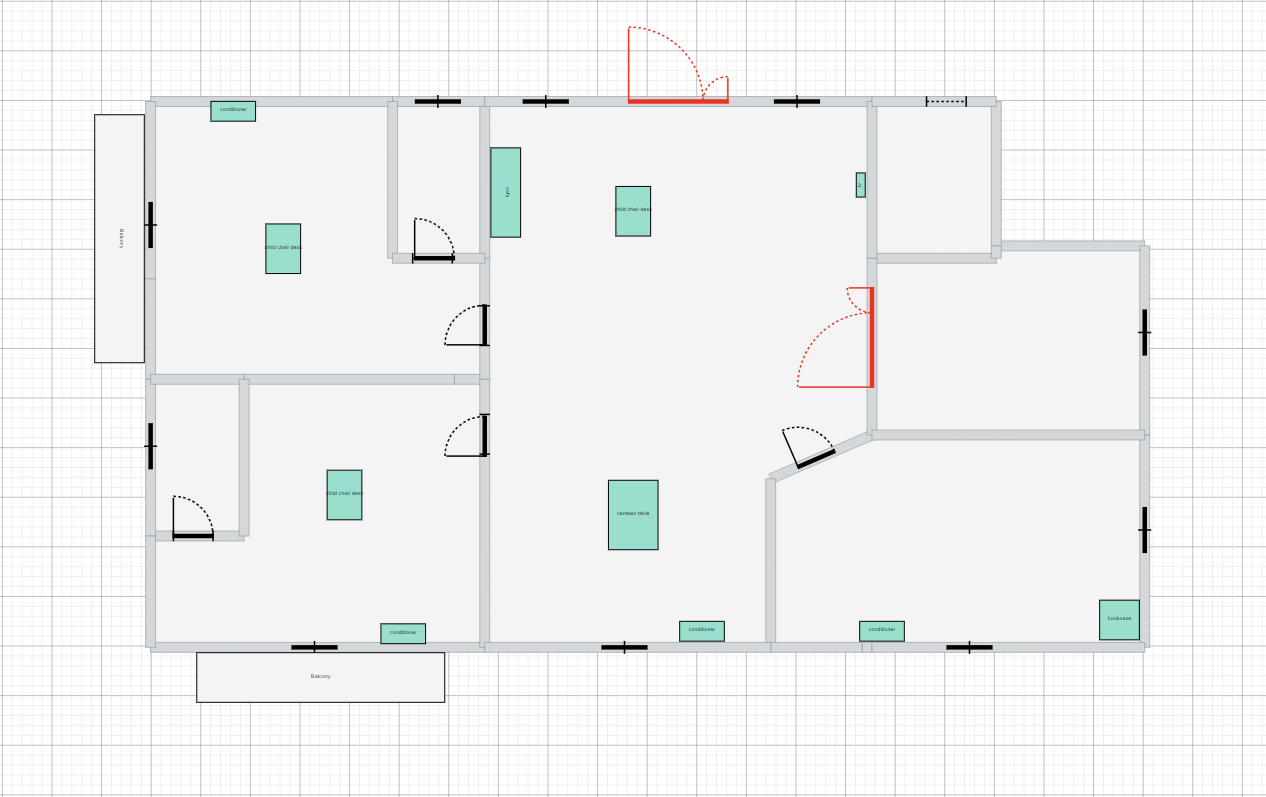 conditioner
child chair desk
child chair desk
tv
Balcony
child chair desk
canteen table
conditioner
conditioner
conditioner
bookcase
Balcony